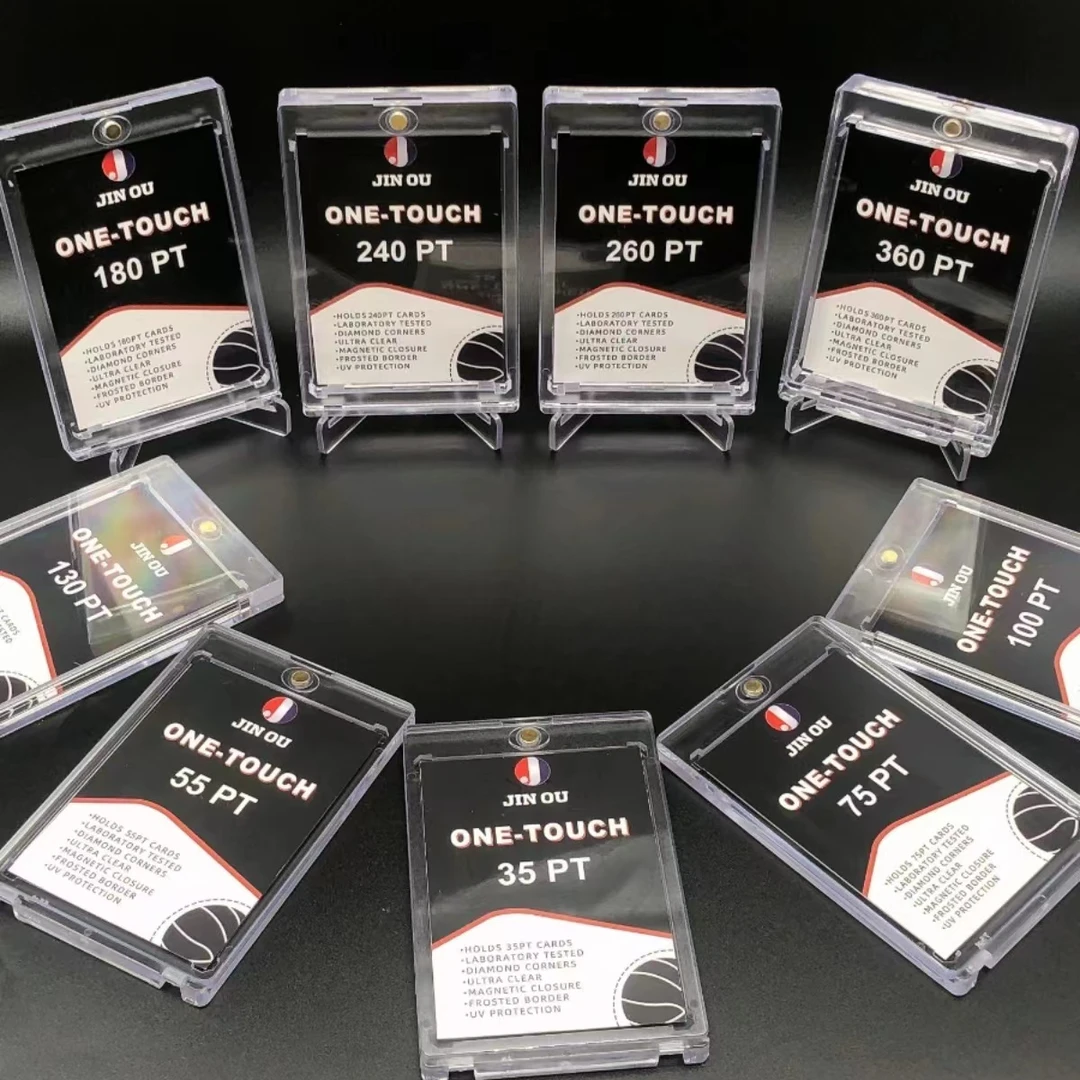 JIN OU
ONE-TOUCH
180 PT
•HOLDS 180PT CARDS
•LABORATORY TESTED
•DIAMOND CORNERS
•ULTRA CLEAR
•MAGNETIC CLOSURE
•FROSTED BORDER
•UV PROTECTION
JIN OU
ONE-TOUCH
240 PT
•HOLDS 240PT CARDS
•LABORATORY TESTED
•DIAMOND CORNERS
•ULTRA CLEAR
•MAGNETIC CLOSURE
•FROSTED BORDER
•UV PROTECTION
JIN OU
ONE-TOUCH
260 PT
•HOLDS 260PT CARDS
•LABORATORY TESTED
•DIAMOND CORNERS
•ULTRA CLEAR
•MAGNETIC CLOSURE
•FROSTED BORDER
•UV PROTECTION
JIN OU
ONE-TOUCH
360 PT
•HOLDS 360PT CARDS
•LABORATORY TESTED
•DIAMOND CORNERS
•ULTRA CLEAR
•MAGNETIC CLOSURE
•FROSTED BORDER
•UV PROTECTION
JIN OU
ONE-TOUCH
130 PT
CARDS
JIN OU
ONE-TOUCH
100 PT
JIN OU
ONE-TOUCH
55 PT
•HOLDS 55PT CARDS
•LABORATORY TESTED
•DIAMOND CORNERS
•ULTRA CLEAR
•MAGNETIC CLOSURE
•FROSTED BORDER
•UV PROTECTION
JIN OU
ONE-TOUCH
35 PT
•HOLDS 35PT CARDS
•LABORATORY TESTED
•DIAMOND CORNERS
•ULTRA CLEAR
•MAGNETIC CLOSURE
•FROSTED BORDER
•UV PROTECTION
JIN OU
ONE-TOUCH
75 PT
•HOLDS 75PT CARDS
•LABORATORY TESTED
•DIAMOND CORNERS
•ULTRA CLEAR
•MAGNETIC CLOSURE
•FROSTED BORDER
•UV PROTECTION